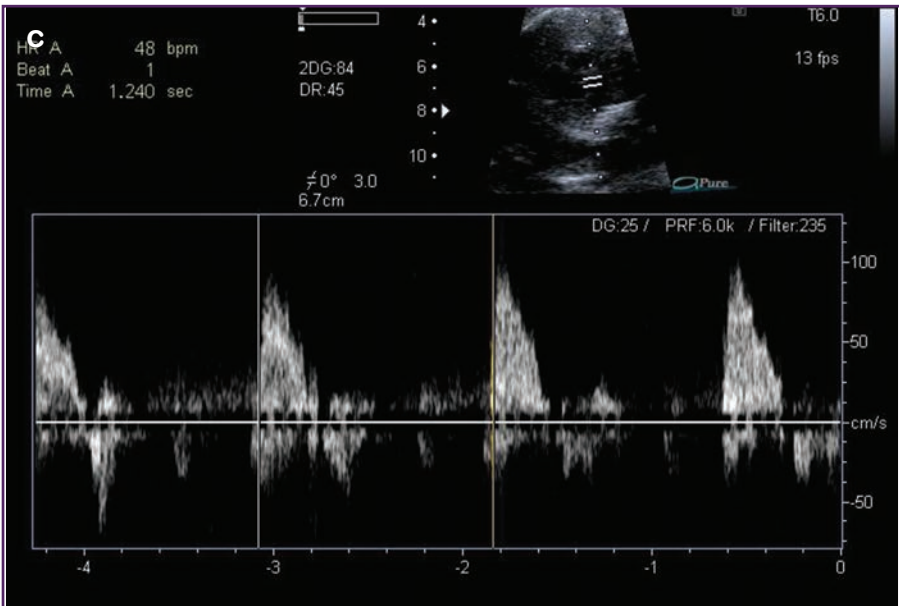 C
HR A 48 bpm
Beat A 1
Time A 1.240 sec
2DG:84
DR:45
0° 3.0
6.7cm
4
6
8
10
T6.0
13 fps
Pure
DG:25 / PRF:6.0k / Filter:235
100
50
cm/s
-50
-4 -3 -2 -1 0